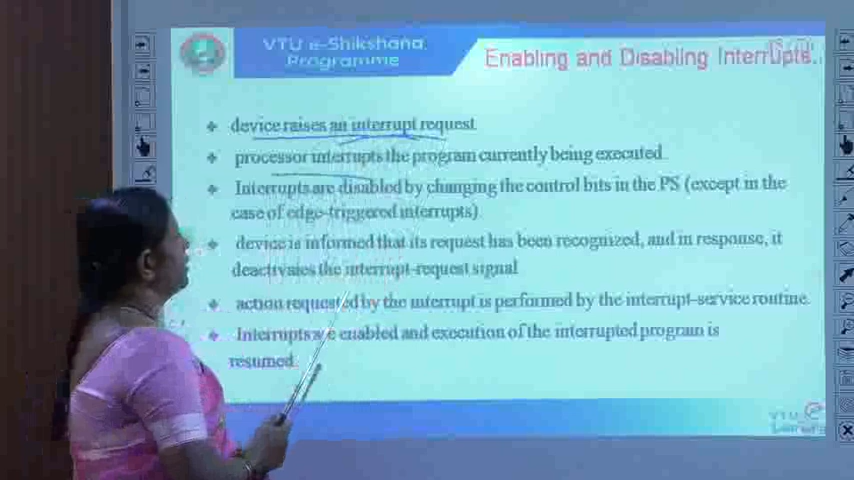 VTU e-Shikshana
Programme
Enabling and Disabling Interrupts..
device raises an interrupt request
processor interrupts the program currently being executed.
Interrupts are disabled by changing the control bits in the PS (except in the
case of edge-triggered interrupts)
device is informed that its request has been recognized, and in response, it
deactivates the interrupt-request signal
action requested by the interrupt is performed by the interrupt-service routine.
Interrupts are enabled and execution of the interrupted program is
resumed.
VTU